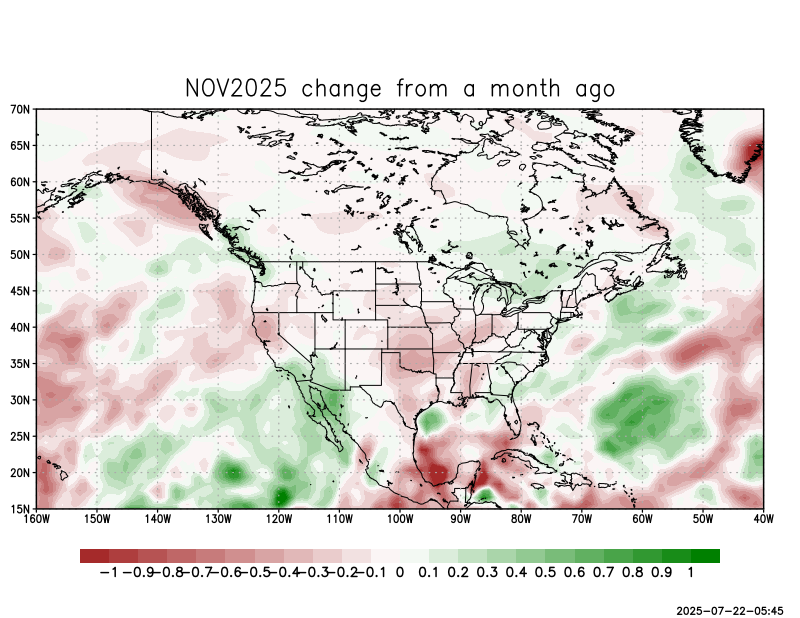 NOV2025 change from a month ago
70N
65N
60N
55N
50N
45N
40N
35N
30N
25N
20N
15N
160W 150W 140W 130W 120W 110W 100W 90W 80W 70W 60W 50W 40W
-1 -0.9 -0.8 -0.7 -0.6 -0.5 -0.4 -0.3 -0.2 -0.1 0 0.1 0.2 0.3 0.4 0.5 0.6 0.7 0.8 0.9 1
2025-07-22-05:45